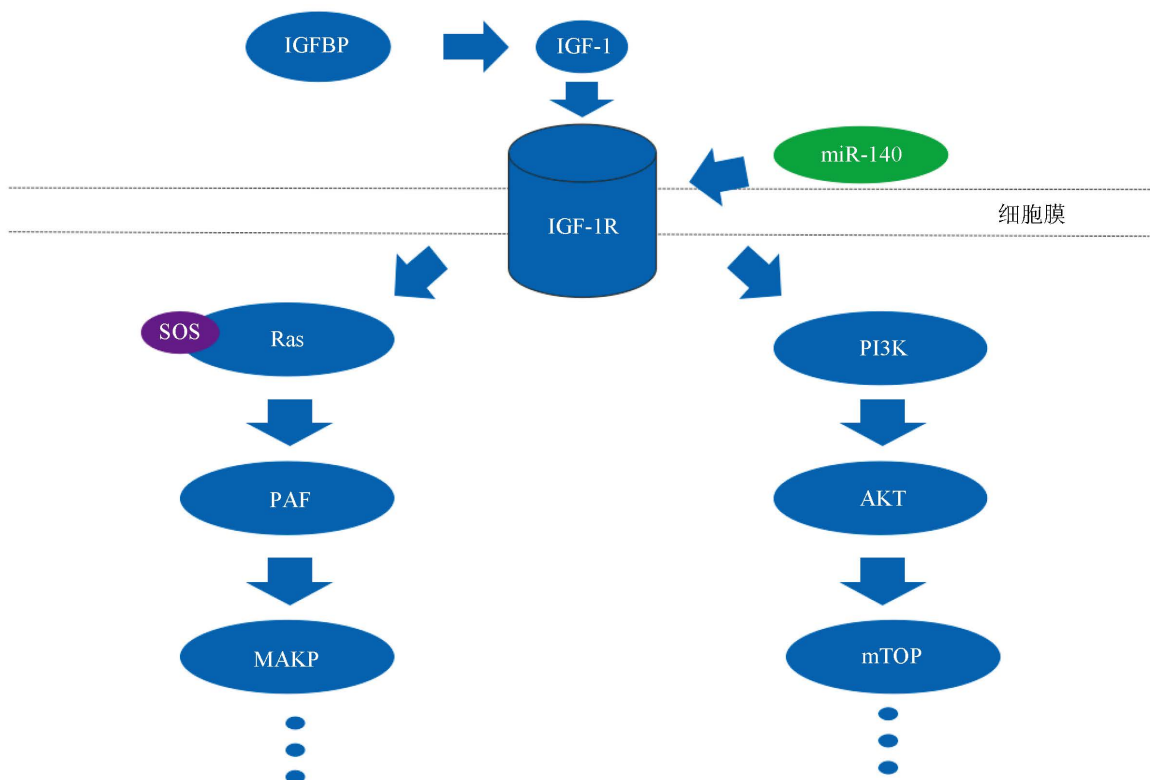 IGFBP
IGF-1
miR-140
细胞膜
IGF-1R
SOS
Ras
PI3K
PAF
AKT
MAKP
mTOP